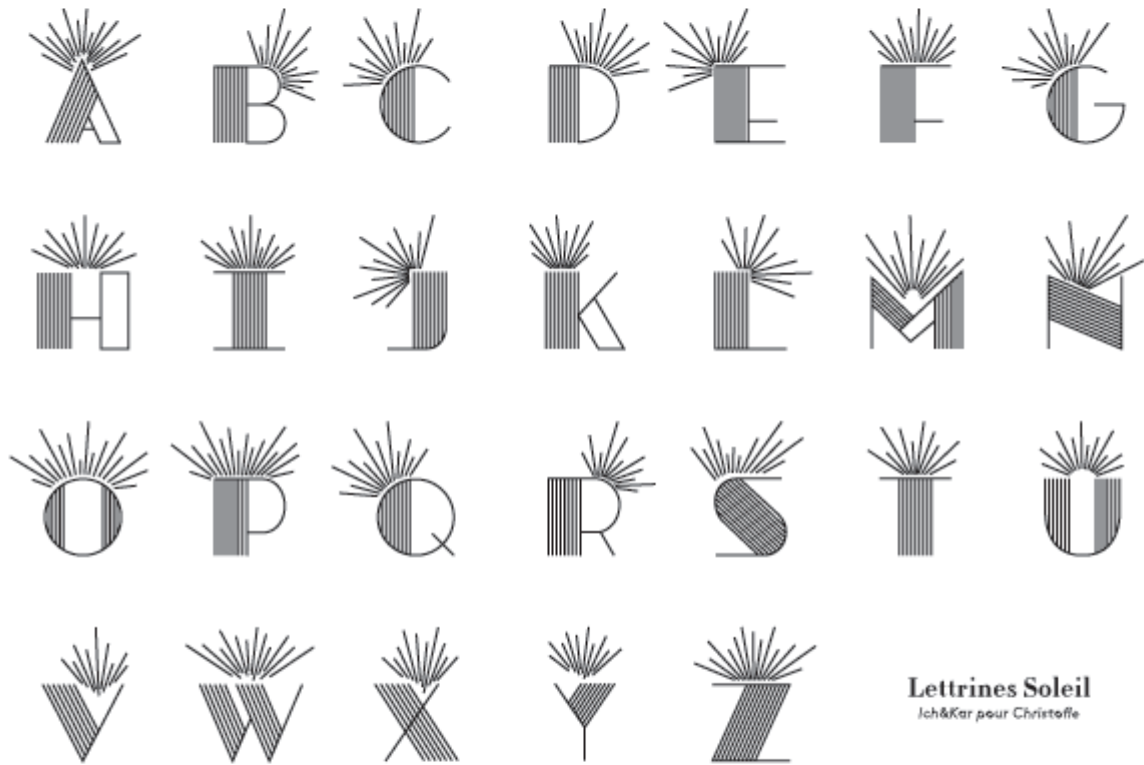 A B C D E F G
H I J K L M N
O P Q R S T U
V W X Y Z
Lettrines Soleil
Ich&Kar pour Christofle